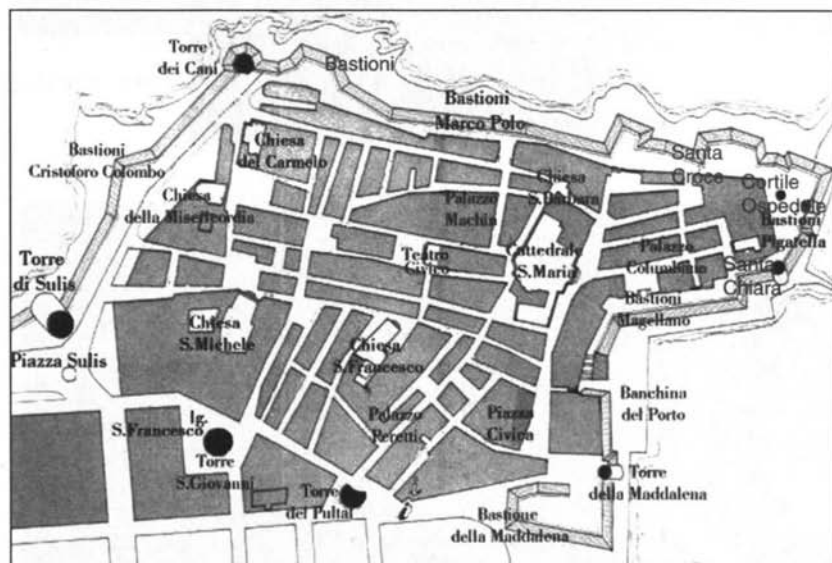 Torre
dei Cani
Bastioni
Bastioni
Marco Polo
Bastioni
Cristoforo Colombo
Chiesa
del Carmelo
Santa
Croce
Chiesa
S.Barbara
Cortile
Ospedale
Chiesa
della Misericordia
Palazzo
Machin
Bastioni
Pigafetta
Teatro
Civico
Cattedrale
S.Maria
Palazzo
Columbano
Torre
di Sulis
Santa
Chiara
Bastioni
Magellano
Chiesa
S.Michele
Chiesa
S.Francesco
Piazza Sulis
Banchina
del Porto
lg.
S.Francesco
Palazzo
Peretti
Piazza
Civica
Torre
S.Giovanni
Torre
del Pultal
Torre
della Maddalena
Bastione
della Maddalena